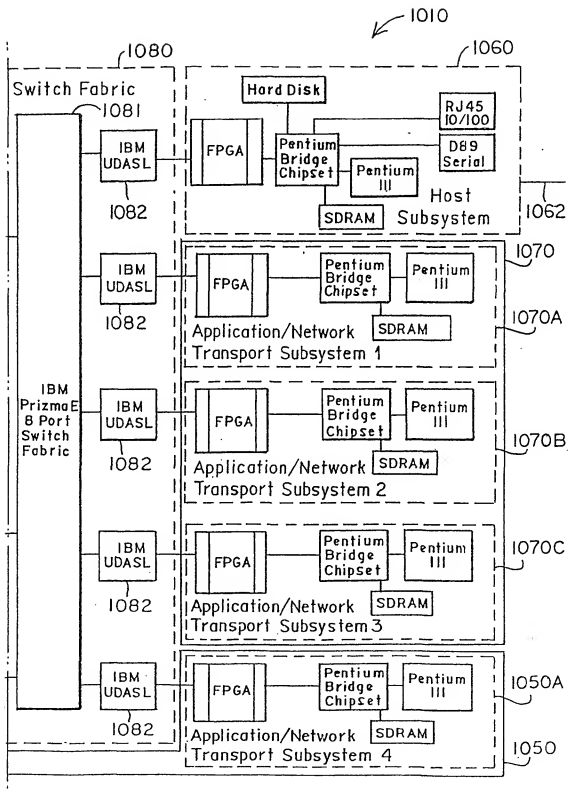 1010
1080
1060
Switch Fabric
1081
Hard Disk
RJ45
10/100
IBM
UDASL
FPGA
Pentium
Bridge
Chipset
D89
Serial
Pentium
III
1082
Host
Subsystem
SDRAM
1062
1070
IBM
UDASL
FPGA
Pentium
Bridge
Chipset
Pentium
III
1070A
1082
SDRAM
Application/Network
Transport Subsystem 1
IBM
PrizmaE
8 Port
Switch
Fabric
IBM
UDASL
FPGA
Pentium
Bridge
Chipset
Pentium
III
1070B
1082
SDRAM
Application/Network
Transport Subsystem 2
IBM
UDASL
FPGA
Pentium
Bridge
Chipset
Pentium
III
1070C
1082
SDRAM
Application/Network
Transport Subsystem 3
IBM
UDASL
FPGA
Pentium
Bridge
Chipset
Pentium
III
1050A
1082
SDRAM
Application/Network
Transport Subsystem 4
1050